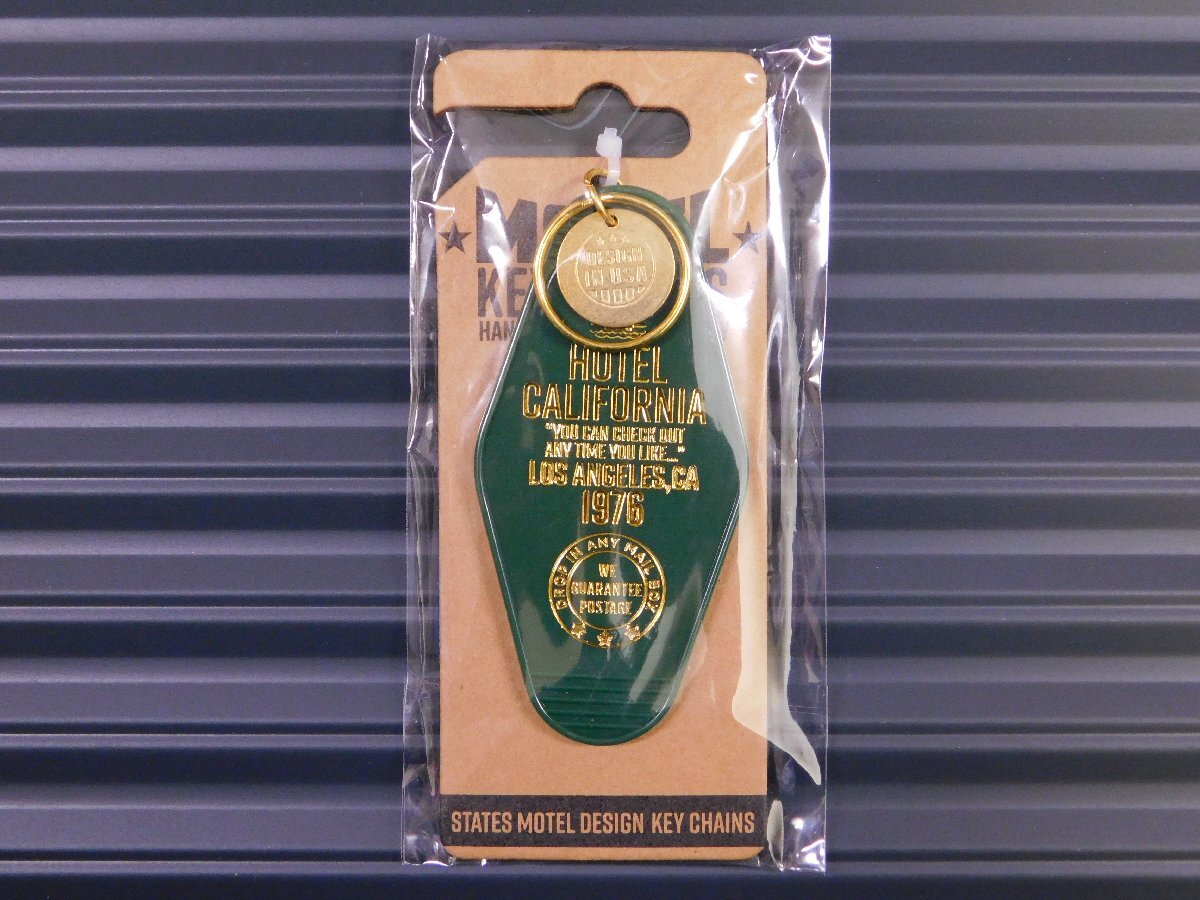 DESIGN
IN USA
HOTEL
CALIFORNIA
"YOU CAN CHECK OUT
ANY TIME YOU LIKE..."
LOS ANGELES, CA
1976
DROP IN ANY MAIL BOX
WE
GUARANTEE
POSTAGE
STATES MOTEL DESIGN KEY CHAINS